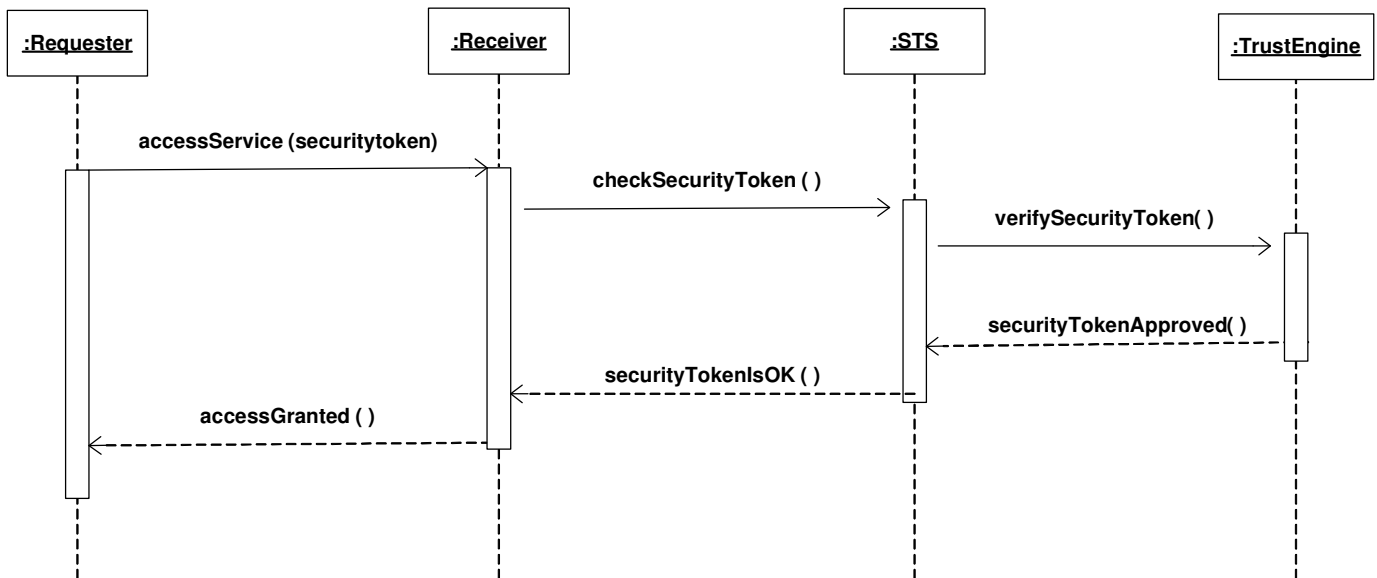 :Requester
:Receiver
:STS
:TrustEngine
accessService (securitytoken)
checkSecurityToken ( )
verifySecurityToken( )
securityTokenApproved( )
securityTokenIsOK ( )
accessGranted ( )